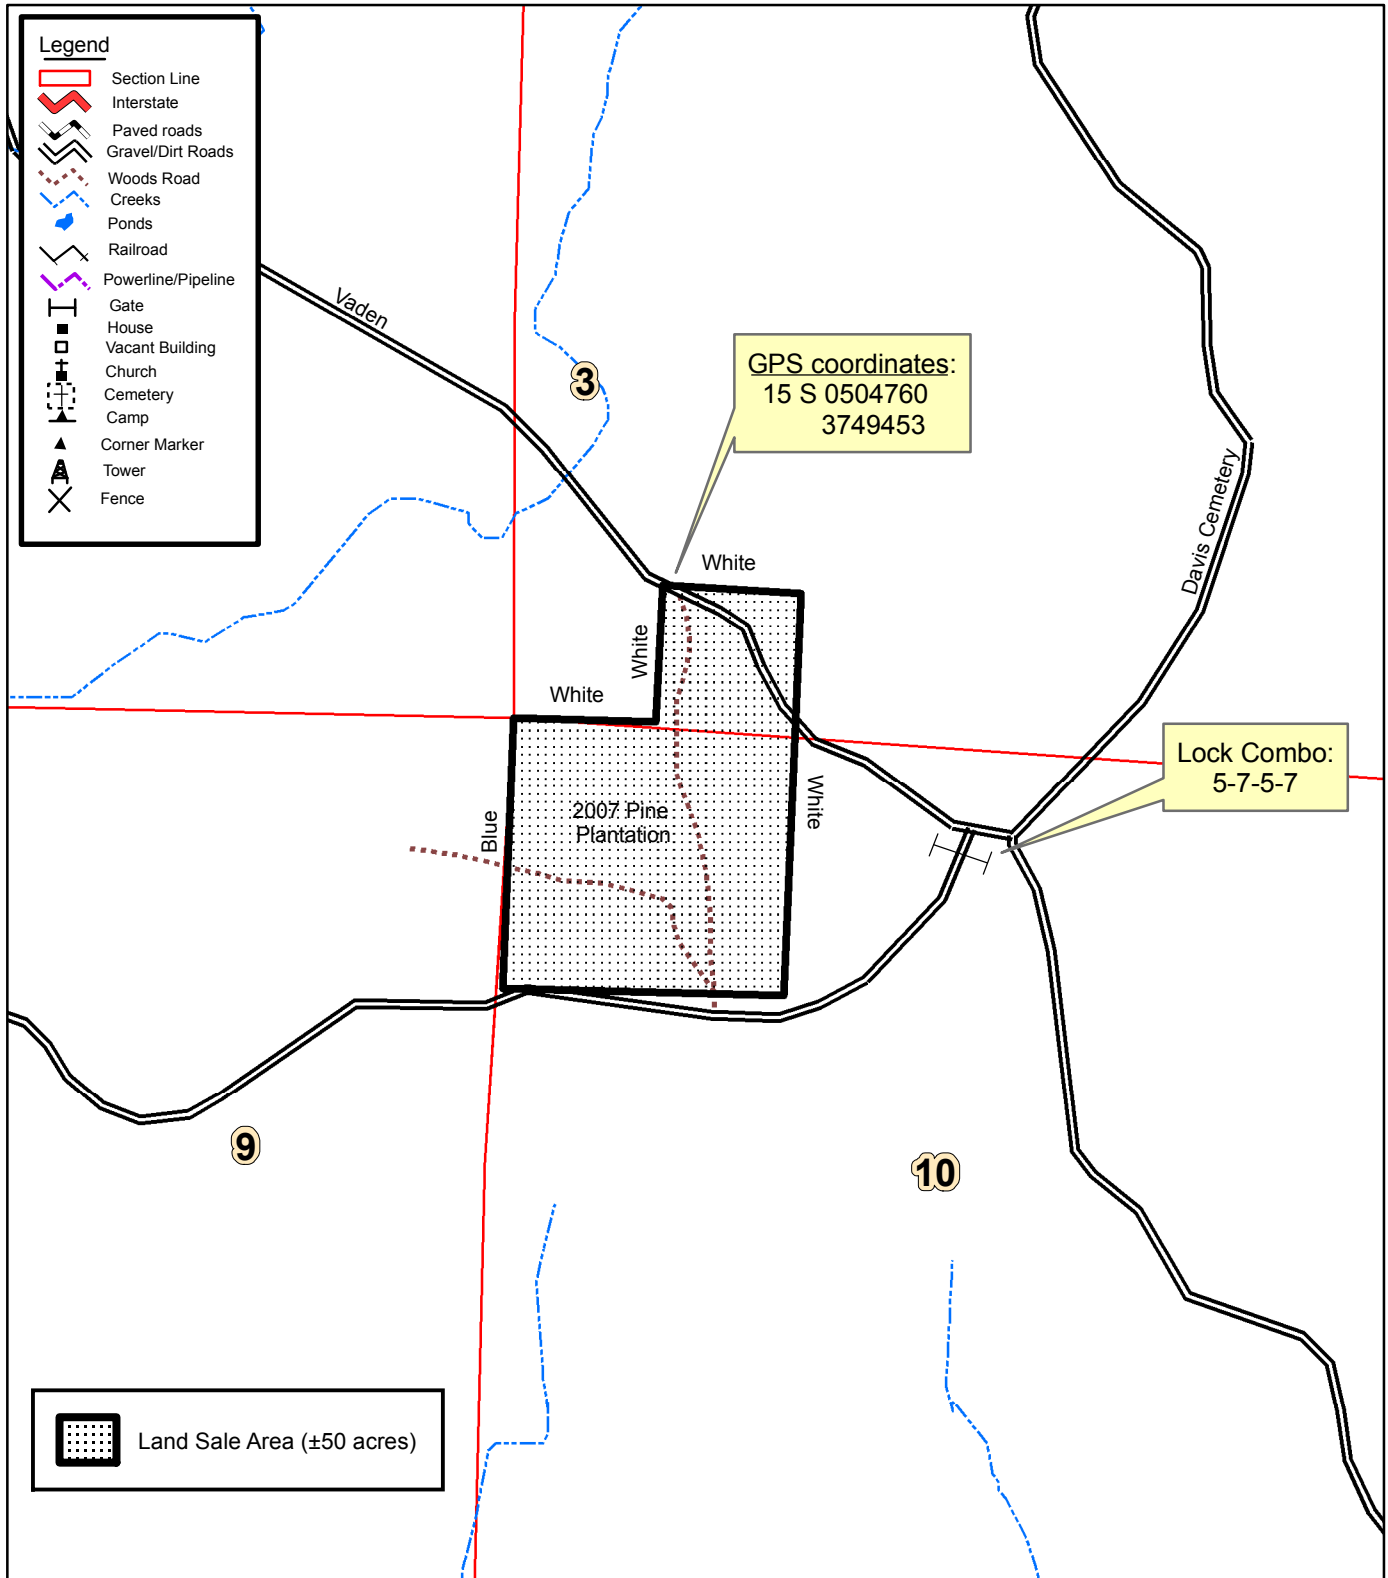 Legend
Section Line
Interstate
Paved roads
Gravel/Dirt Roads
Woods Road
Creeks
Ponds
Railroad
Powerline/Pipeline
Gate
House
Vacant Building
Church
Cemetery
Camp
Corner Marker
Tower
Fence
Vaden
3
GPS coordinates:
15 S 0504760
3749453
Davis Cemetery
White
White
White
Lock Combo:
5-7-5-7
Blue
2007 Pine
Plantation
White
9
10
Land Sale Area (±50 acres)